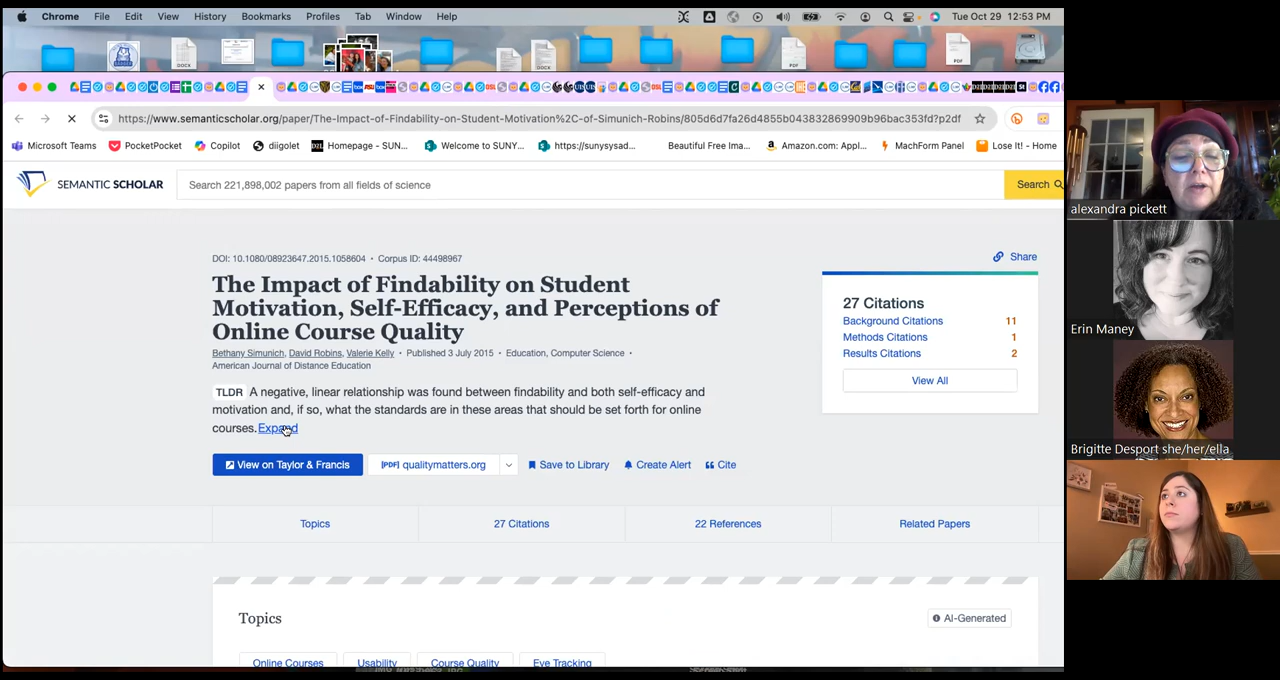 Chrome File Edit View History Bookmarks Profiles Tab Window Help Tue Oct 29 12:53 PM
DOCX
DOCX
PDF
PDF
https://www.semanticscholar.org/paper/The-Impact-of-Findability-on-Student-Motivation%2C-of-Simunich-Robins/805d6d7fa26d4855b043832869909b96bac353fd?p2df
Microsoft Teams PocketPocket Copilot diigolet Homepage - SUN... Welcome to SUNY... https://sunysysad... Beautiful Free Ima... Amazon.com: Appl... MachForm Panel Lose It! - Home
SEMANTIC SCHOLAR
Search 221,898,002 papers from all fields of science
Search
DOI: 10.1080/08923647.2015.1058604 • Corpus ID: 44498967
Share
The Impact of Findability on Student
Motivation, Self-Efficacy, and Perceptions of
Online Course Quality
Bethany Simunich, David Robins, Valerie Kelly • Published 3 July 2015 • Education, Computer Science •
American Journal of Distance Education
TLDR A negative, linear relationship was found between findability and both self-efficacy and
motivation and, if so, what the standards are in these areas that should be set forth for online
courses. Expand
27 Citations
Background Citations 11
Methods Citations 1
Results Citations 2
View All
View on Taylor & Francis
[PDF] qualitymatters.org
Save to Library
Create Alert
Cite
Topics
27 Citations
22 References
Related Papers
Topics
AI-Generated
Online Courses
Usability
Course Quality
Eye Tracking
alexandra pickett
Erin Maney
Brigitte Desport she/her/ella